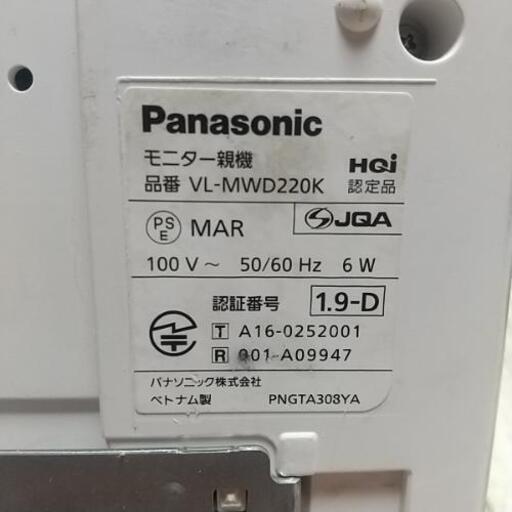 Panasonic
モニター親機
品番 VL-MWD220K
HQi
認定品
PSE MAR
JQA
100 V ～ 50/60 Hz 6 W
認証番号 1.9-D
T A16-0252001
R 001-A09947
パナソニック株式会社
ベトナム製 PNGTA308YA